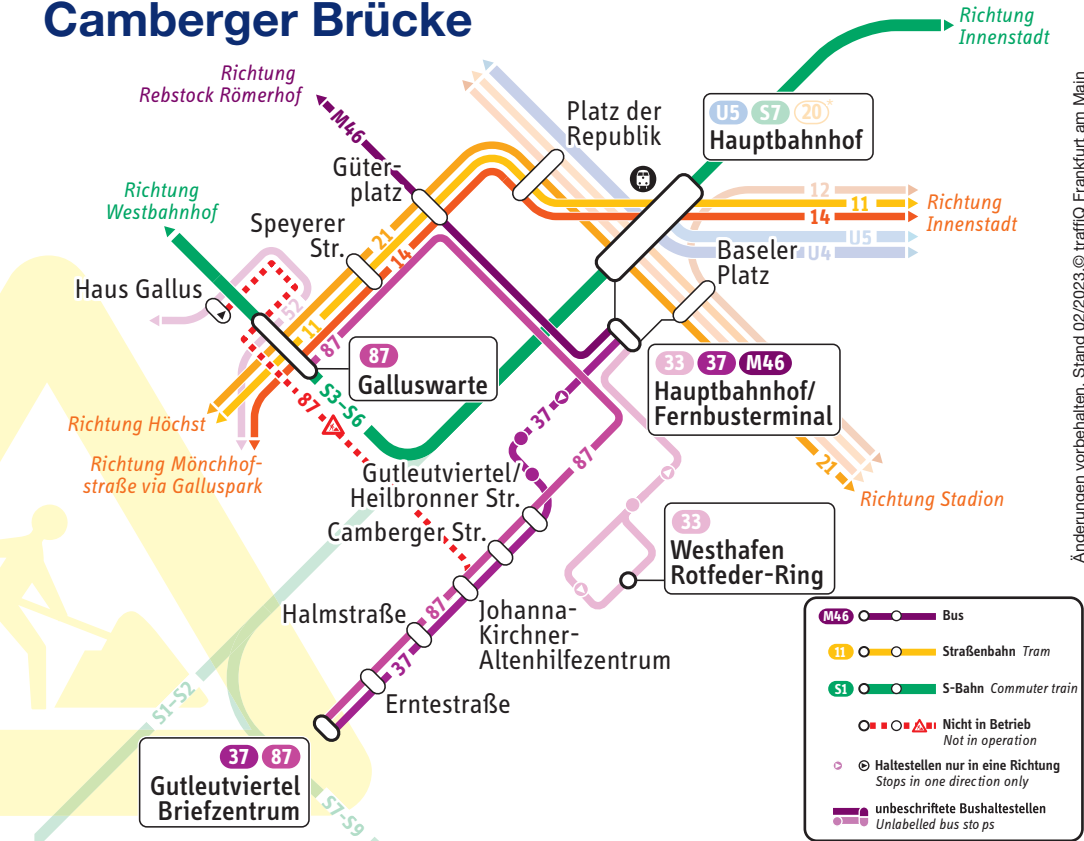 Camberger Brücke
Richtung
Innenstadt
Richtung
Rebstock Römerhof
M46
Platz der
Republik
U5 S7 20*
Hauptbahnhof
Güter-
platz
Richtung
Westbahnhof
Speyerer
Str.
21
14
12
11
14
U5
U4
Richtung
Innenstadt
Baseler
Platz
Haus Gallus
52
11
87
87
Galluswarte
33 37 M46
Hauptbahnhof/
Fernbusterminal
S3–S6
87
37
87
21
Richtung Höchst
Richtung Mönchhof-
straße via Galluspark
Richtung Stadion
Gutleutviertel/
Heilbronner Str.
Camberger Str.
33
Westhafen
Rotfeder-Ring
Halmstraße
87
37
Johanna-
Kirchner-
Altenhilfezentrum
Erntestraße
S1–S2
37 87
Gutleutviertel
Briefzentrum
S7–S9
M46 Bus
11 Straßenbahn Tram
S1 S-Bahn Commuter train
Nicht in Betrieb
Not in operation
Haltestellen nur in eine Richtung
Stops in one direction only
unbeschriftete Bushaltestellen
Unlabelled bus stops
Änderungen vorbehalten. Stand 02/2023.© traffiQ Frankfurt am Main